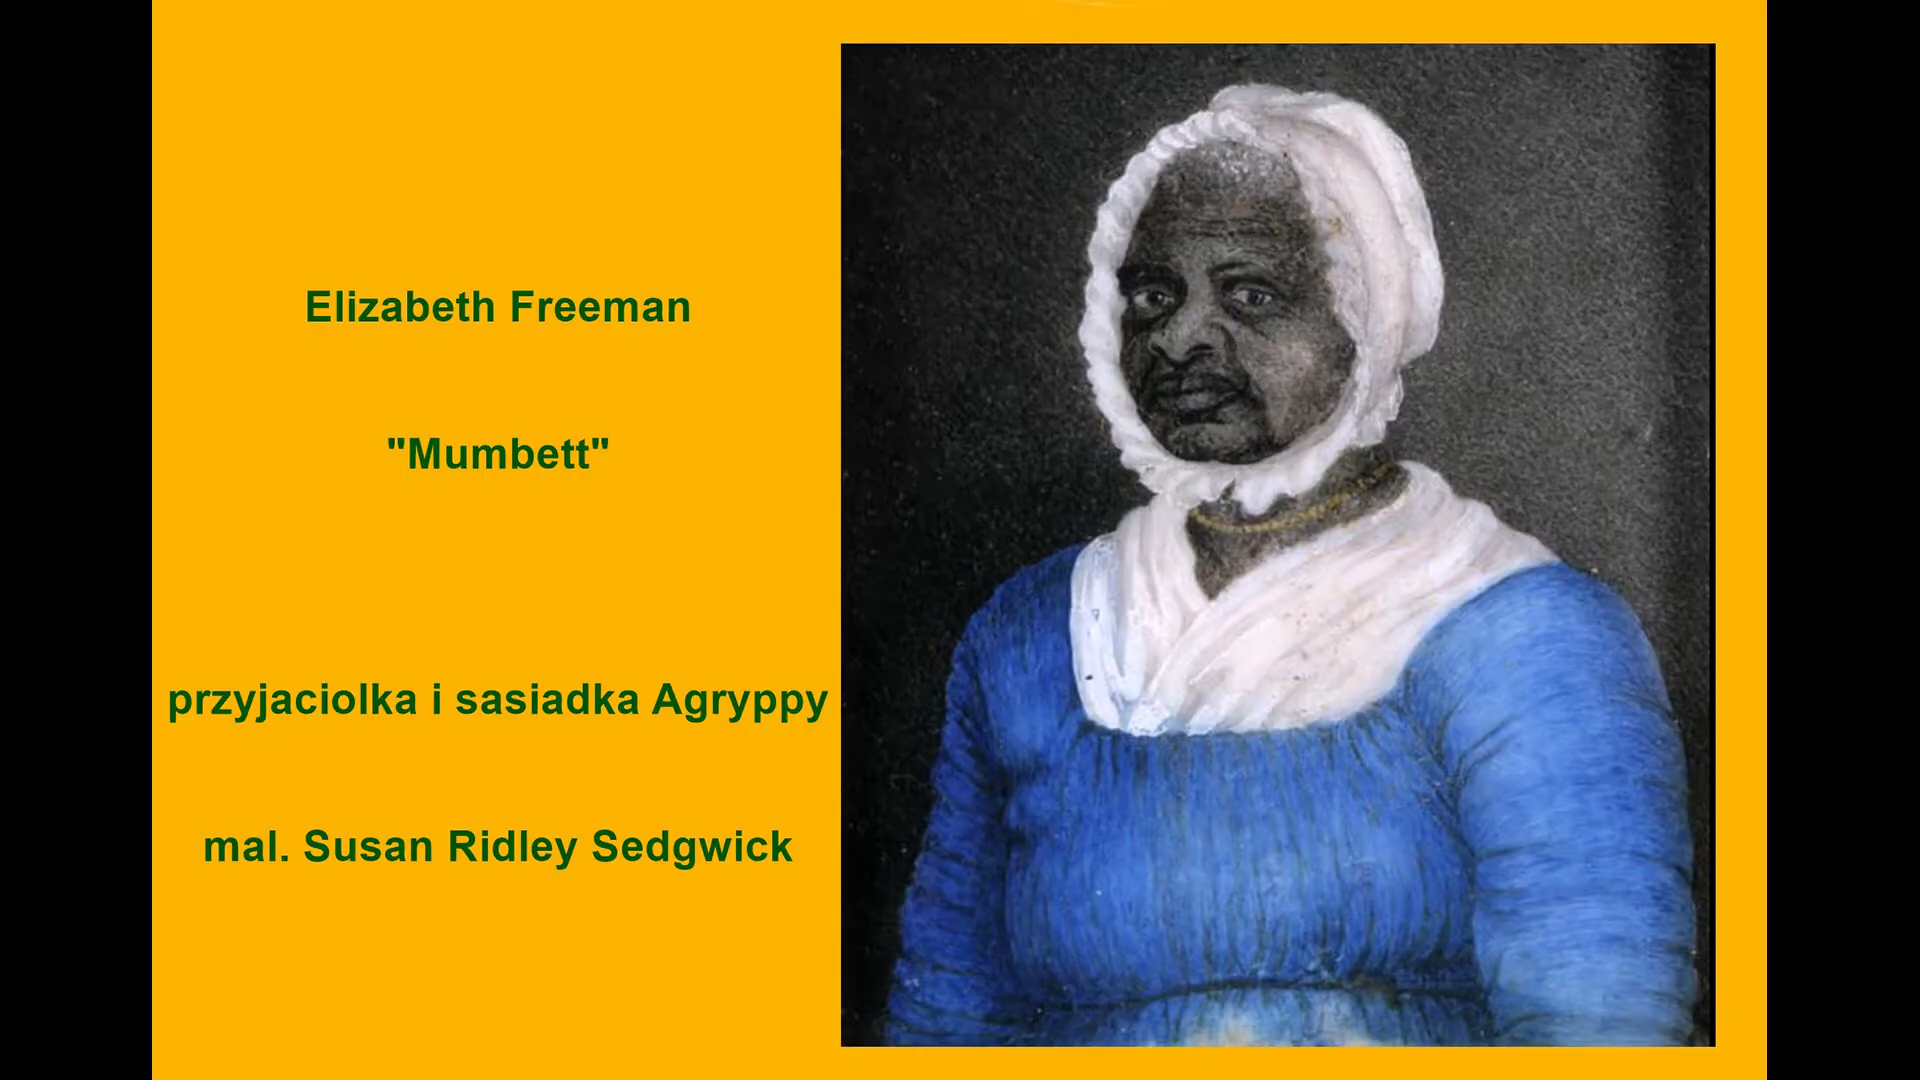 Elizabeth Freeman
"Mumbett"
przyjaciolka i sasiadka Agryppy
mal. Susan Ridley Sedgwick